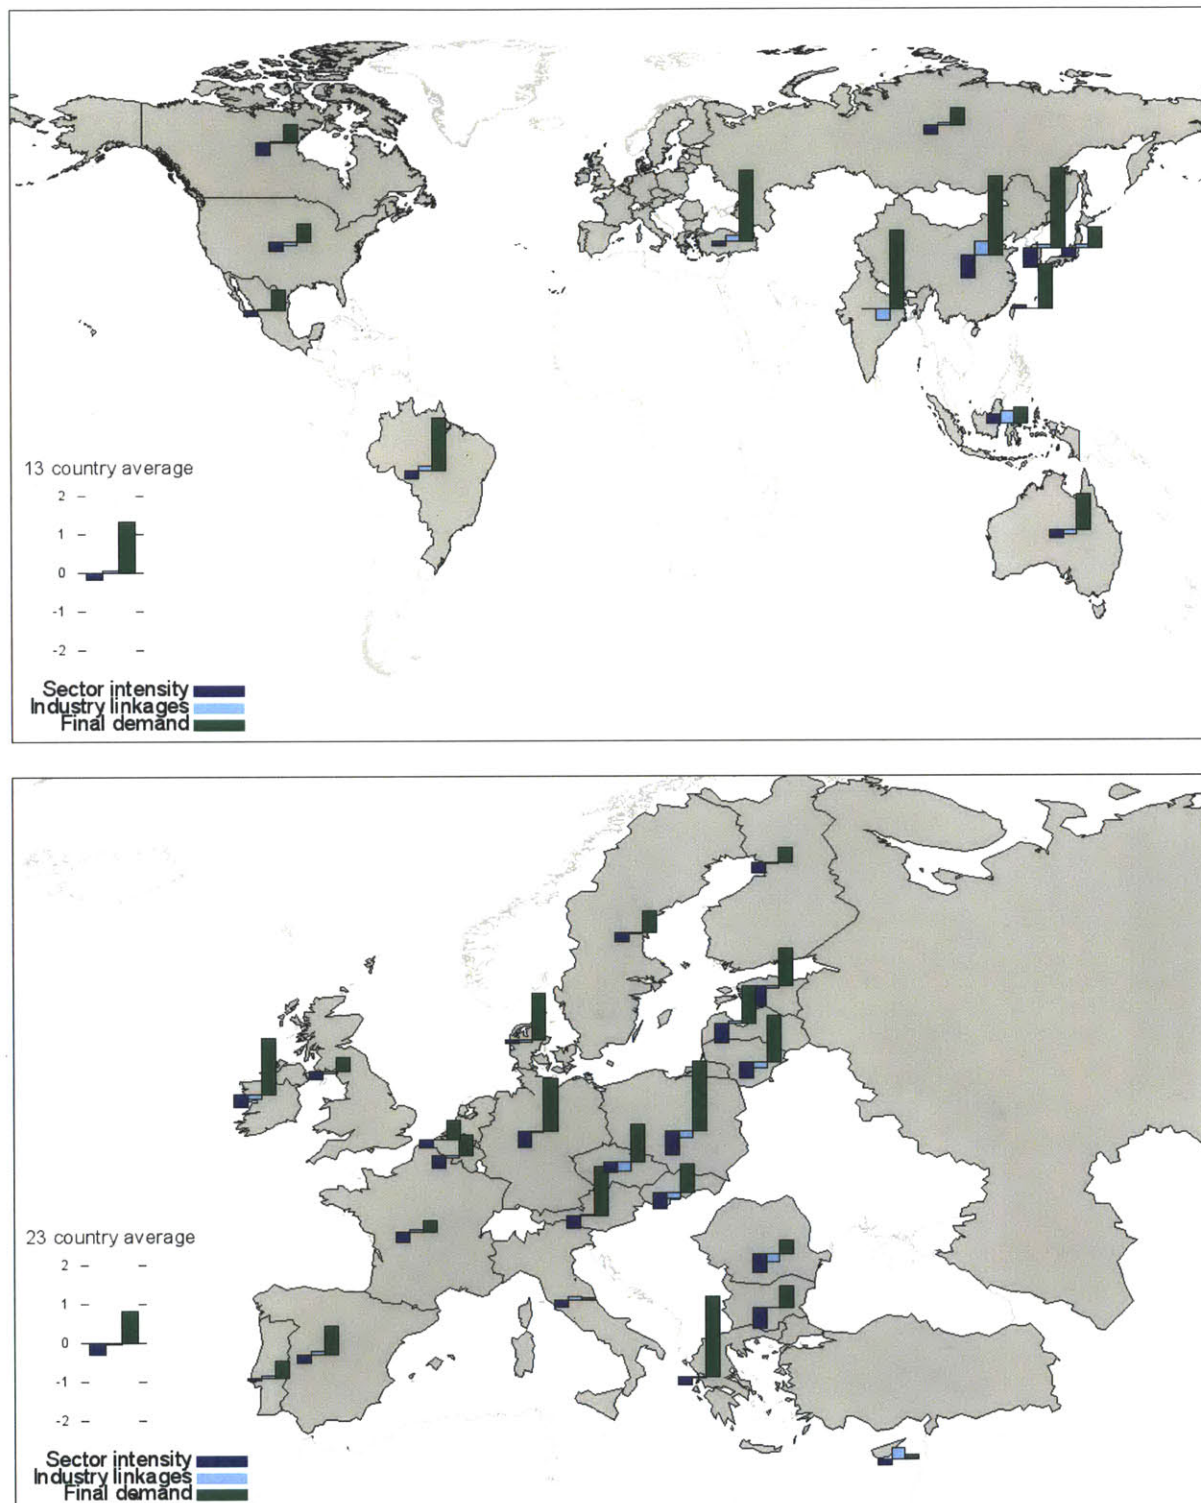 13 country average
2
1
0
-1
-2
Sector intensity
Industry linkages
Final demand
23 country average
2
1
0
-1
-2
Sector intensity
Industry linkages
Final demand